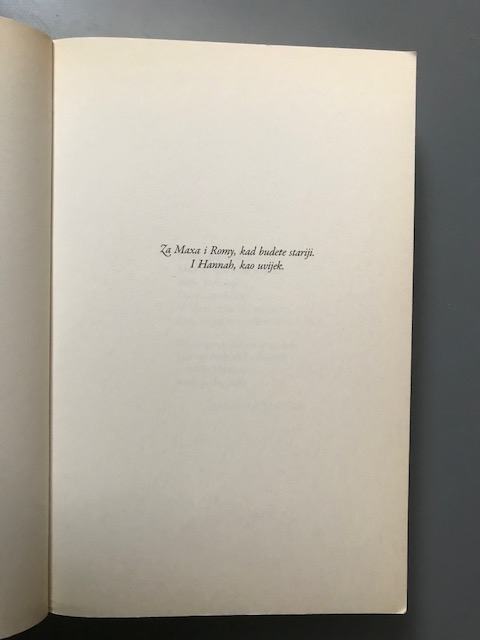 Za Maxa i Romy, kad budete stariji.
I Hannah, kao uvijek.